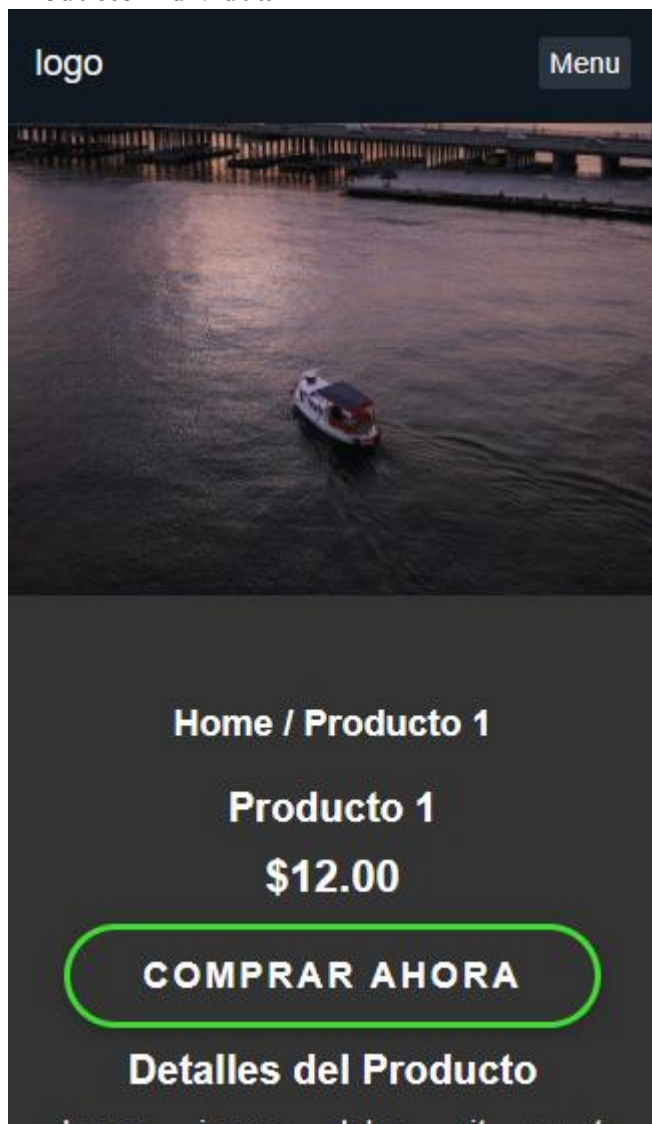 logo
Menu
Home / Producto 1
Producto 1
$12.00
COMPRAR AHORA
Detalles del Producto